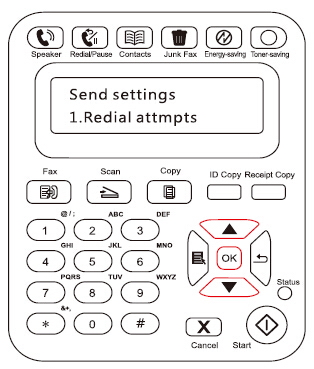 Speaker Redial/Pause Contacts Junk Fax Energy-saving Toner-saving
Send settings
1.Redial attmpts
Fax Scan Copy ID Copy Receipt Copy
@/; ABC DEF
1 2 3
GHI JKL MNO
4 5 6 OK
PQRS TUV WXYZ Status
7 8 9
&+,
* 0 # X
Cancel Start